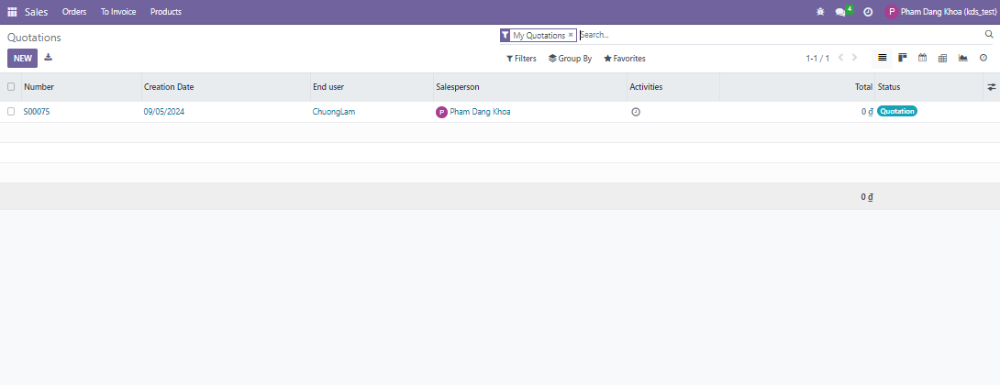 Sales Orders To Invoice Products 4 P Pham Dang Khoa (kds_test)
Quotations My Quotations × Search...
NEW Filters Group By Favorites 1-1 / 1
Number Creation Date End user Salesperson Activities Total Status
S00075 09/05/2024 ChuongLam P Pham Dang Khoa 0 ₫ Quotation
0 ₫